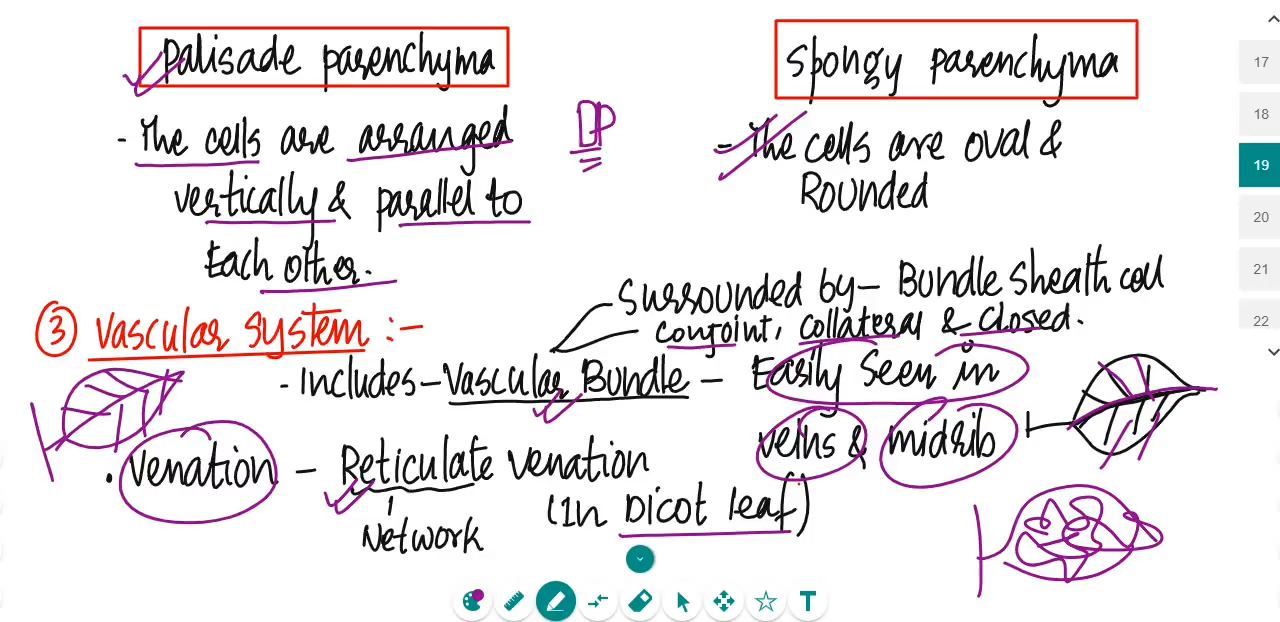 Palisade parenchyma
Spongy parenchyma
- The cells are arranged
vertically & parallel to
Each other.
DP
- The cells are oval &
Rounded
Surrounded by - Bundle Sheath cell
conjoint, collateral & closed.
③ Vascular system :-
- Includes - Vascular Bundle - Easily Seen in
veins & midrib
• Venation - Reticulate venation
Network
(In Dicot leaf)
17
18
19
20
21
22
T